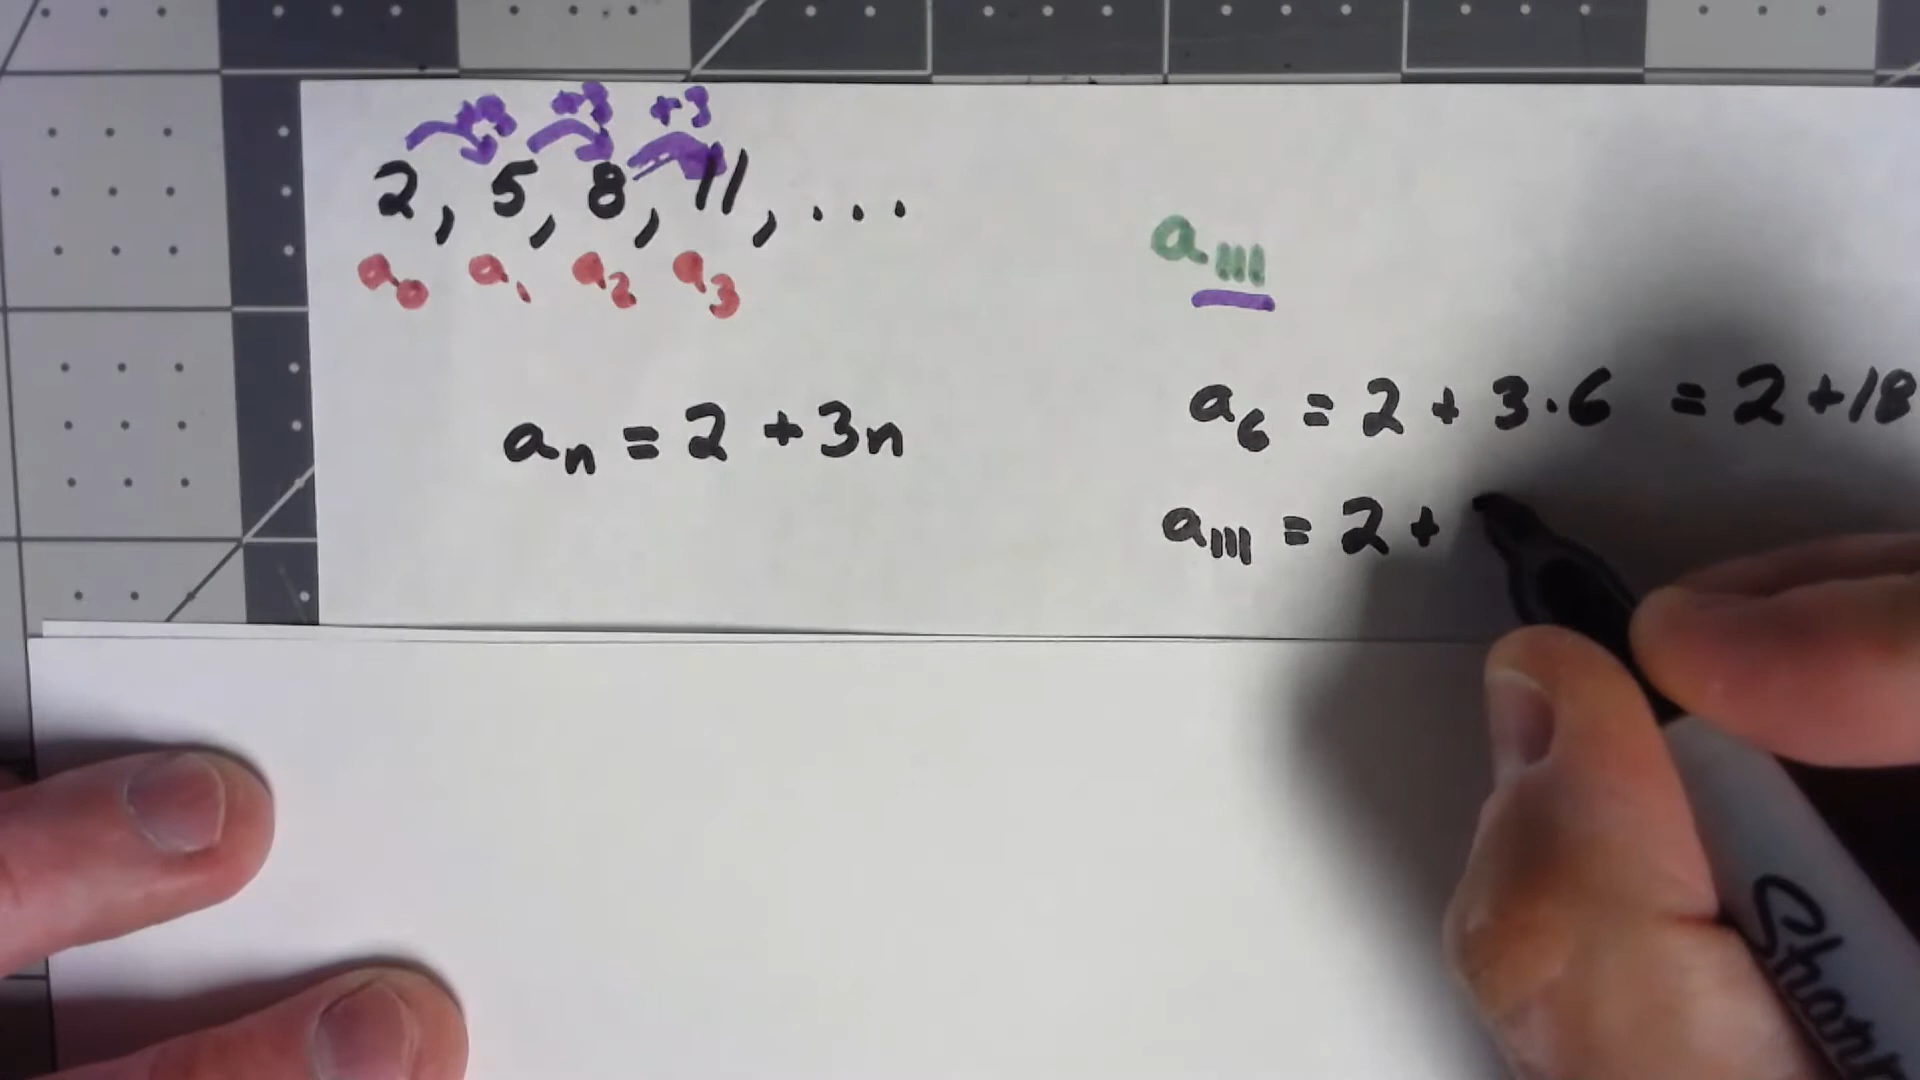 +3 +3 +3
2, 5, 8, 11, ...
a₀ a₁ a₂ a₃
a₁₁₁
aₙ = 2 + 3n
a₆ = 2 + 3·6 = 2 + 18
a₁₁₁ = 2 +